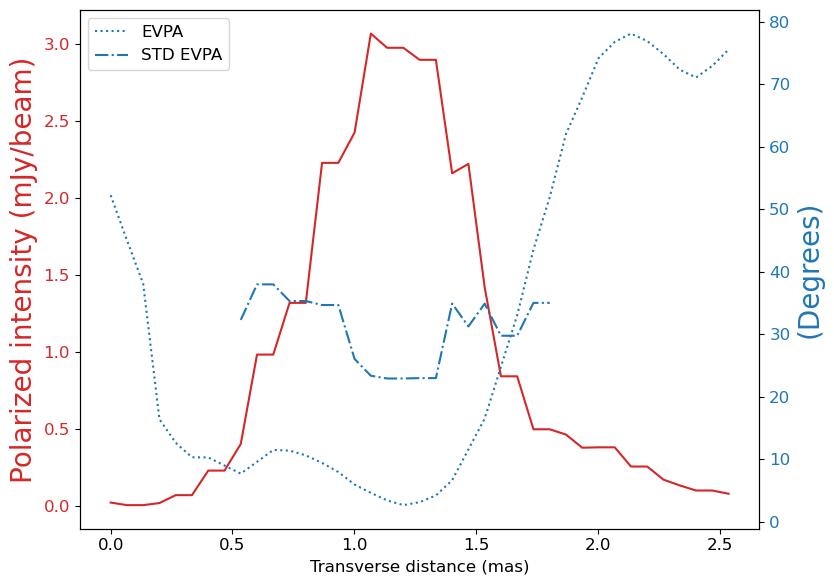 EVPA
STD EVPA
Polarized intensity (mJy/beam)
3.0
2.5
2.0
1.5
1.0
0.5
0.0
80
70
60
50
40
30
20
10
0
(Degrees)
0.0 0.5 1.0 1.5 2.0 2.5
Transverse distance (mas)